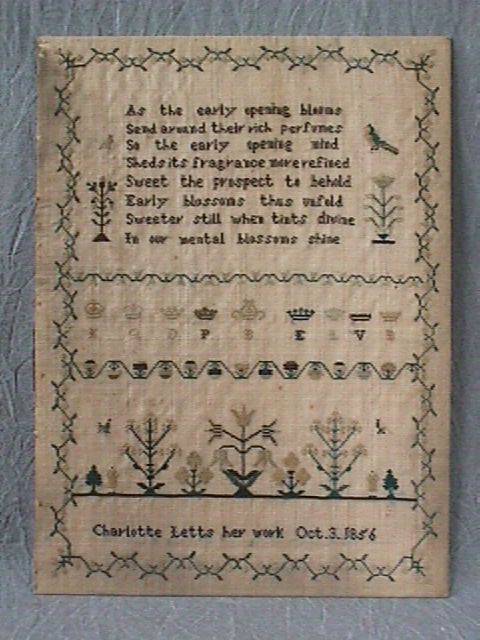 As the early opening blooms
Send around their rich perfumes
So the early opening mind
Sheds its fragrance more refined
Sweet the prospect to behold
Early blossoms thus unfold
Sweeter still when tints divine
In our mental blossoms shine
K Q D P B E L V B
Charlotte Letts her work Oct. 3. 1856